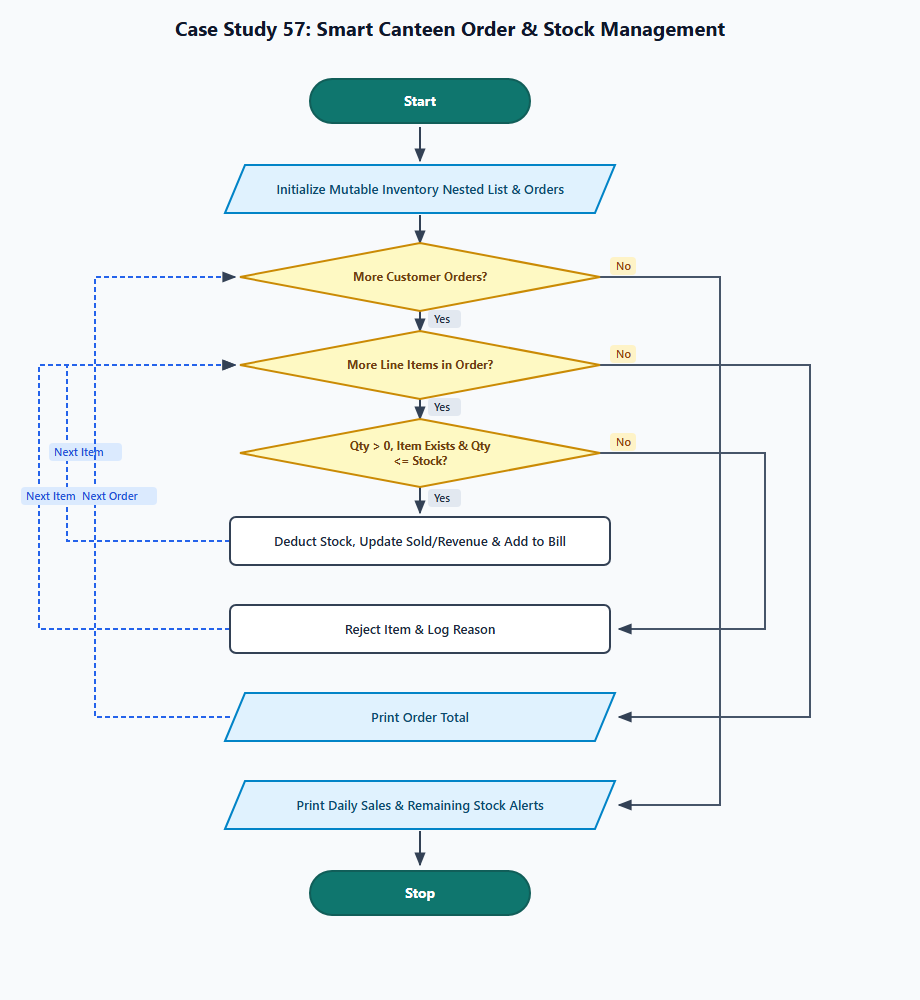 Case Study 57: Smart Canteen Order & Stock Management
Start
Initialize Mutable Inventory Nested List & Orders
More Customer Orders?
No
Yes
More Line Items in Order?
No
Yes
Qty > 0, Item Exists & Qty
<= Stock?
No
Next Item
Yes
Next Item
Next Order
Deduct Stock, Update Sold/Revenue & Add to Bill
Reject Item & Log Reason
Print Order Total
Print Daily Sales & Remaining Stock Alerts
Stop